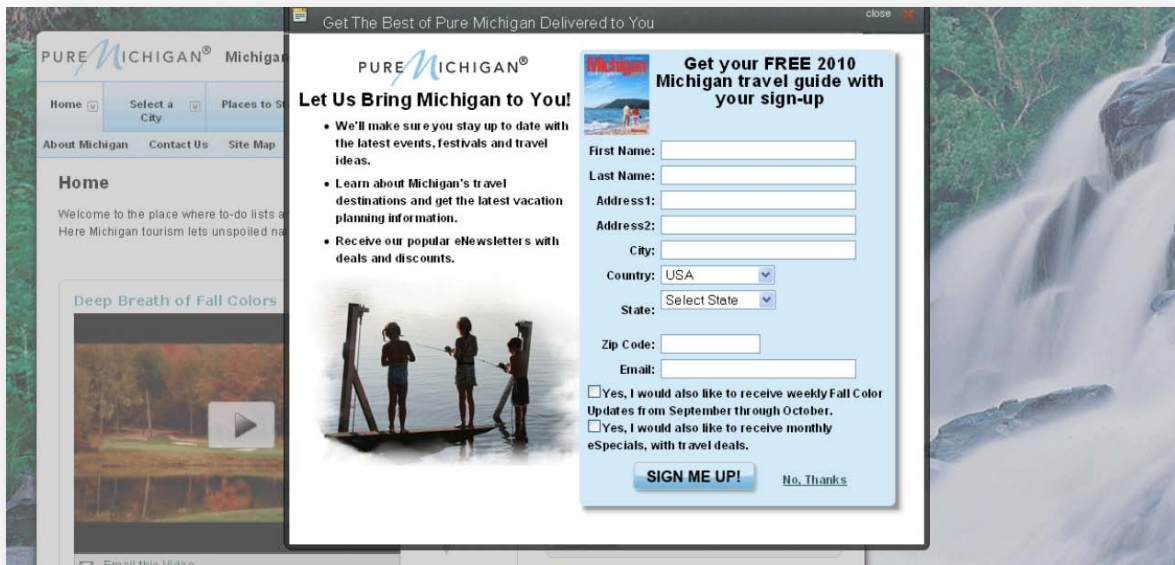 Get The Best of Pure Michigan Delivered to You
close
PURE MICHIGAN® Michigan
Home
Select a
City
Places to St
About Michigan Contact Us Site Map
Home
Welcome to the place where to-do lists a
Here Michigan tourism lets unspoiled na
Deep Breath of Fall Colors
Email this Video
PURE MICHIGAN®
Let Us Bring Michigan to You!
• We'll make sure you stay up to date with
the latest events, festivals and travel
ideas.
• Learn about Michigan's travel
destinations and get the latest vacation
planning information.
• Receive our popular eNewsletters with
deals and discounts.
Michigan
Get your FREE 2010
Michigan travel guide with
your sign-up
First Name:
Last Name:
Address1:
Address2:
City:
Country: USA
State: Select State
Zip Code:
Email:
Yes, I would also like to receive weekly Fall Color
Updates from September through October.
Yes, I would also like to receive monthly
eSpecials, with travel deals.
SIGN ME UP! No, Thanks